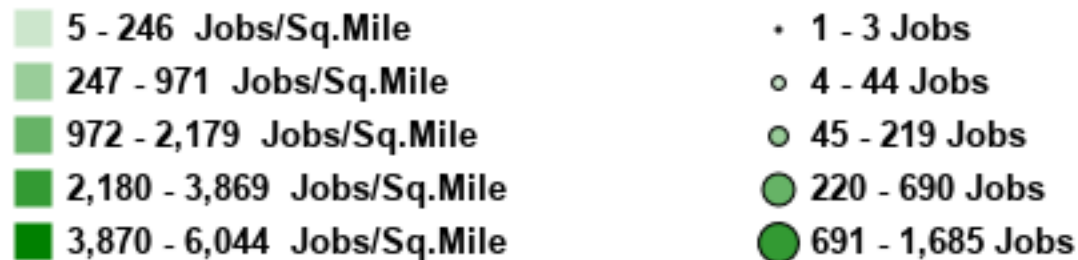 5 - 246 Jobs/Sq.Mile
247 - 971 Jobs/Sq.Mile
972 - 2,179 Jobs/Sq.Mile
2,180 - 3,869 Jobs/Sq.Mile
3,870 - 6,044 Jobs/Sq.Mile
1 - 3 Jobs
4 - 44 Jobs
45 - 219 Jobs
220 - 690 Jobs
691 - 1,685 Jobs